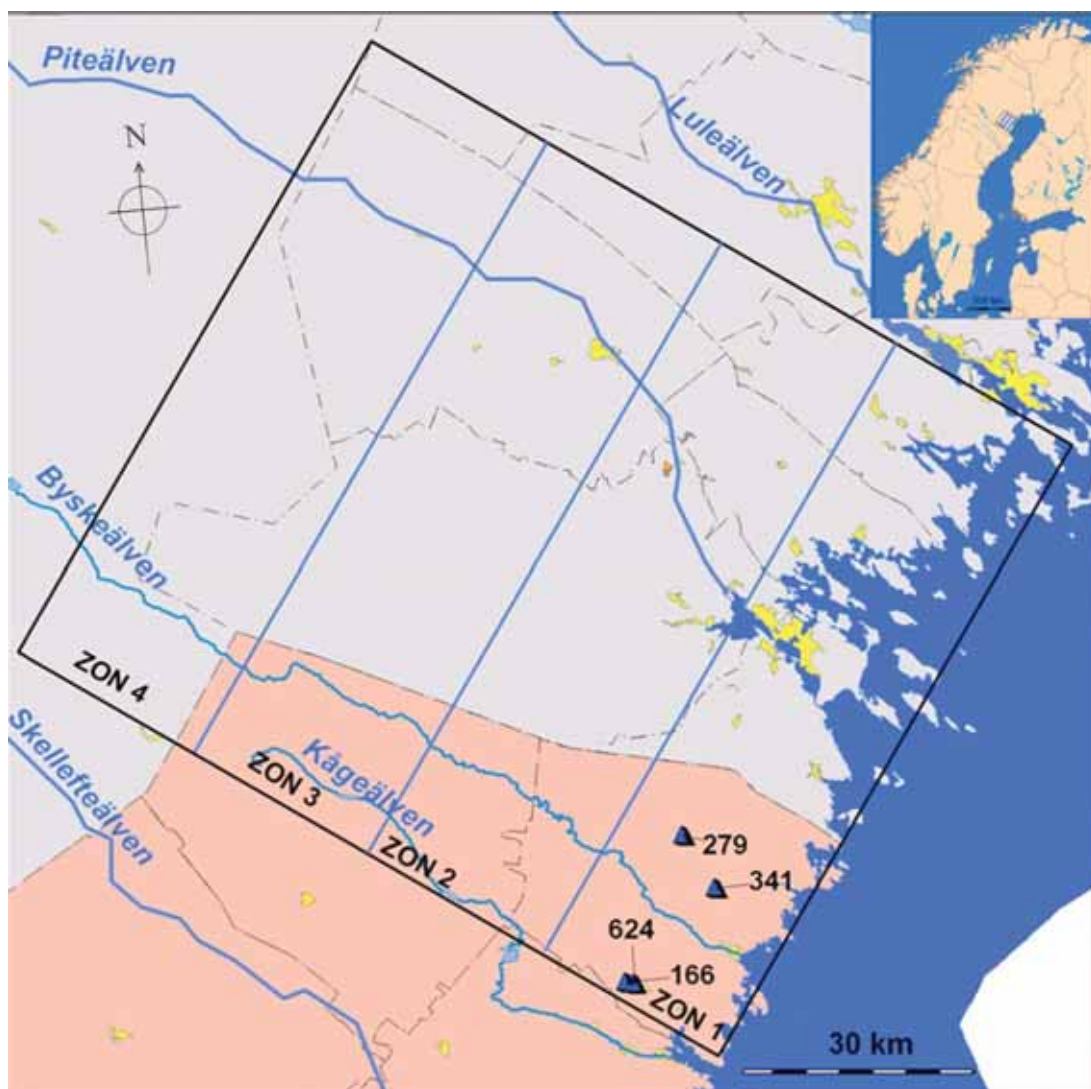 Piteälven
Luleälven
N
Byskeälven
ZON 4
Skellefteälven
ZON 3
Kågeälven
ZON 2
279
341
624
166
ZON 1
30 km